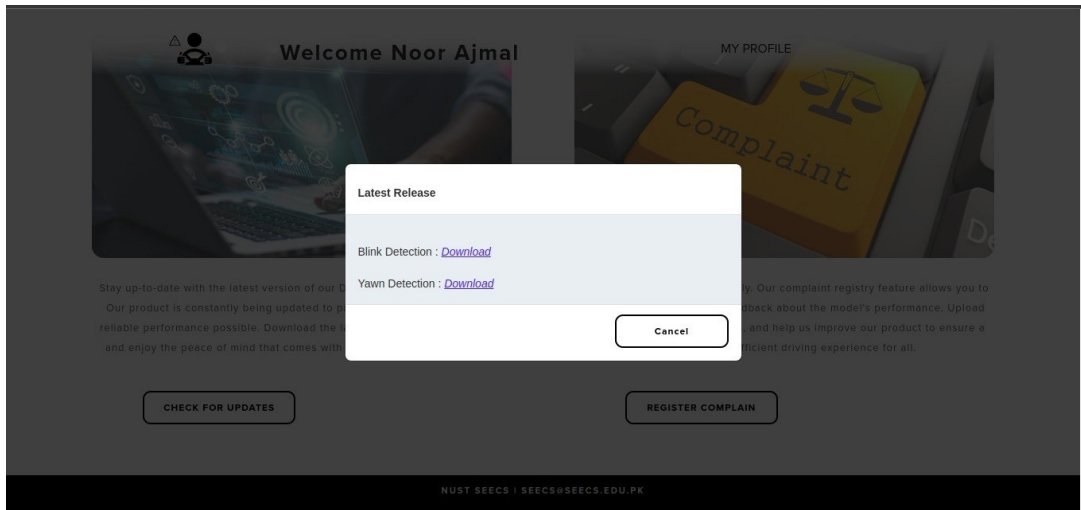 Welcome Noor Ajmal
MY PROFILE
Complaint
De
Latest Release
Blink Detection : Download
Yawn Detection : Download
Cancel
Stay up-to-date with the latest version of our D
Our product is constantly being updated to p
reliable performance possible. Download the la
and enjoy the peace of mind that comes with
ly. Our complaint registry feature allows you to
dback about the model's performance. Upload
, and help us improve our product to ensure a
fficient driving experience for all.
CHECK FOR UPDATES
REGISTER COMPLAIN
NUST SEECS | SEECS@SEECS.EDU.PK